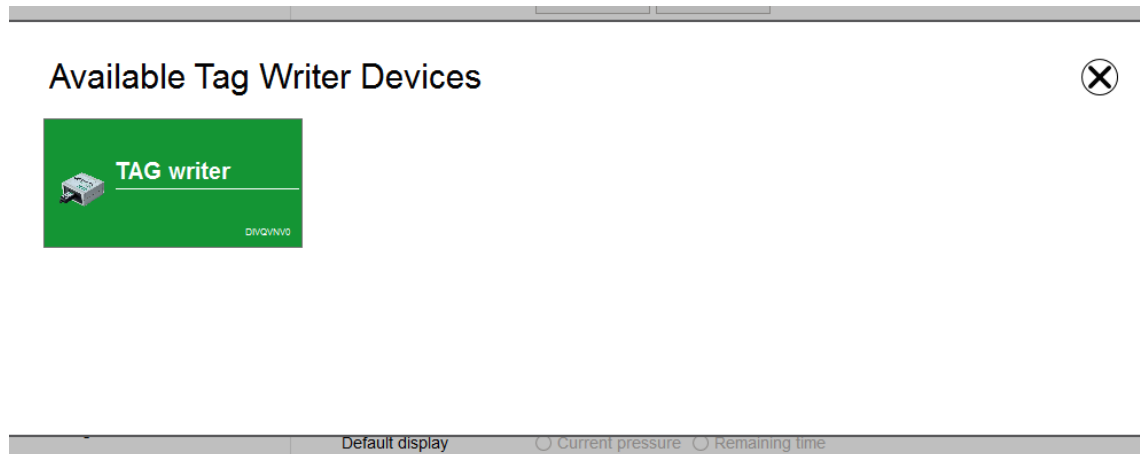 Available Tag Writer Devices
TAG writer
DIVQVNV0
Default display Current pressure Remaining time